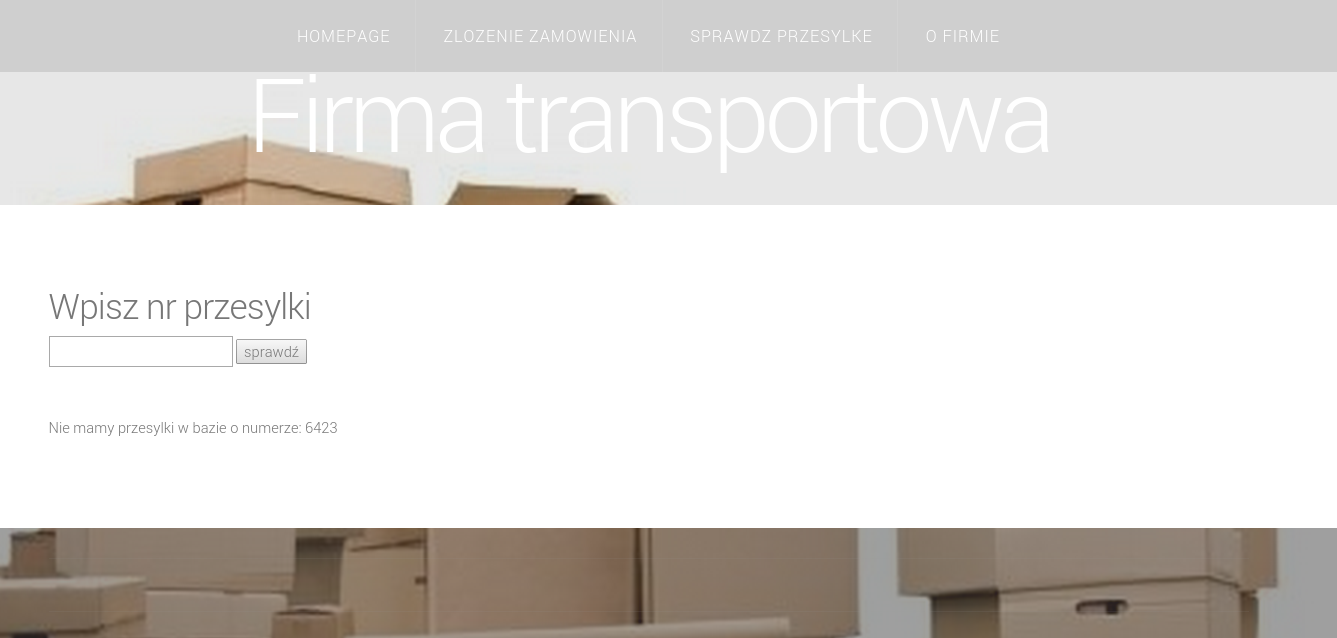 HOMEPAGE ZLOZENIE ZAMOWIENIA SPRAWDZ PRZESYLKE O FIRMIE
Firma transportowa
Wpisz nr przesylki
sprawdź
Nie mamy przesylki w bazie o numerze: 6423